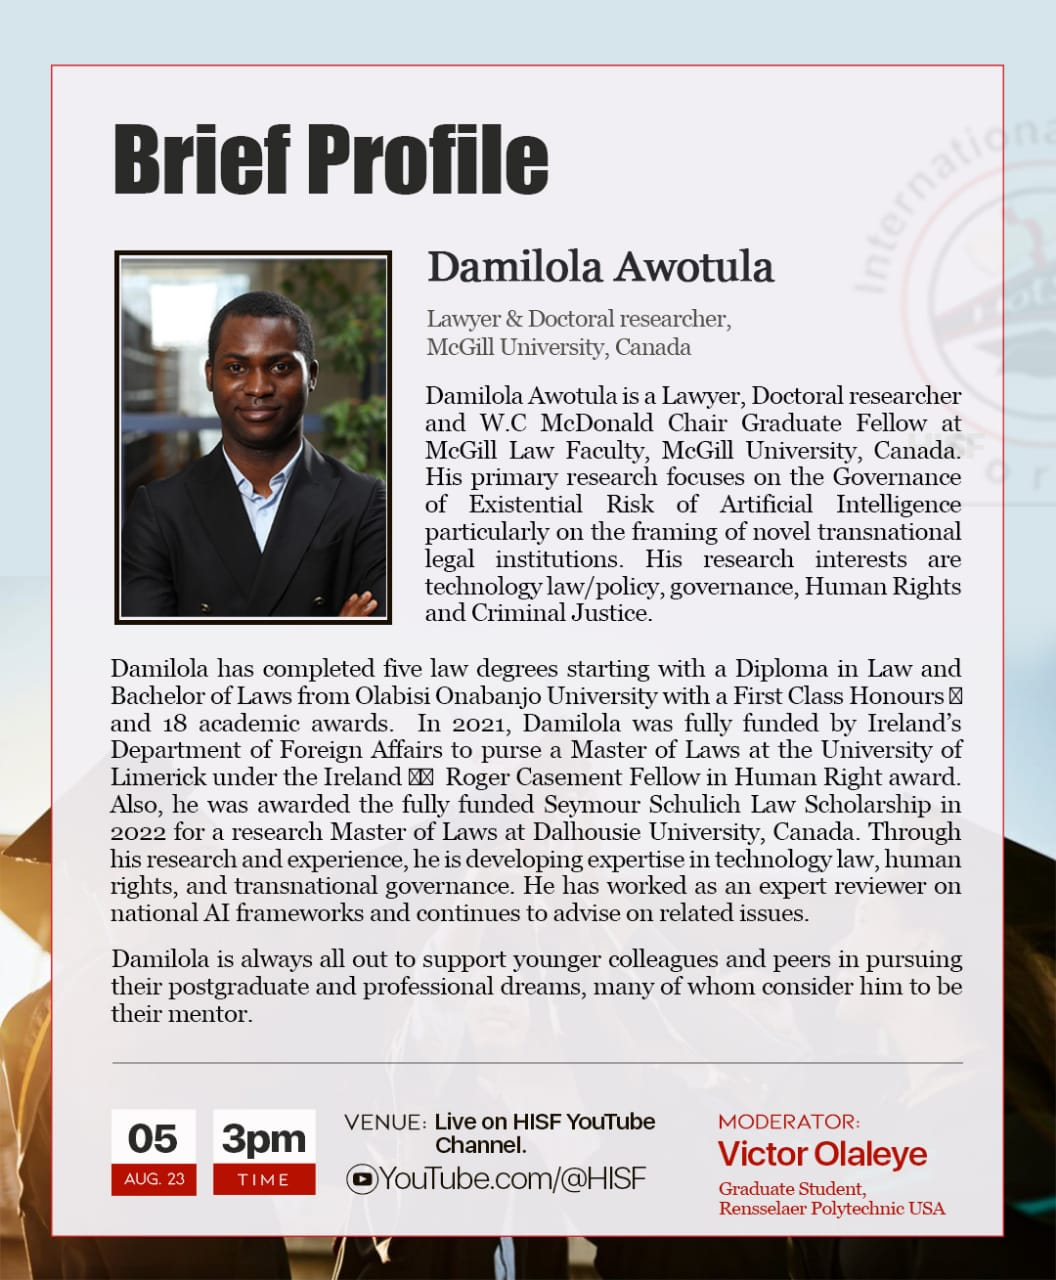 Brief Profile
International
Damilola Awotula
Lawyer & Doctoral researcher,
McGill University, Canada
Damilola Awotula is a Lawyer, Doctoral researcher
and W.C McDonald Chair Graduate Fellow at
McGill Law Faculty, McGill University, Canada.
His primary research focuses on the Governance
of Existential Risk of Artificial Intelligence
particularly on the framing of novel transnational
legal institutions. His research interests are
technology law/policy, governance, Human Rights
and Criminal Justice.
HISF
Damilola has completed five law degrees starting with a Diploma in Law and
Bachelor of Laws from Olabisi Onabanjo University with a First Class Honours
and 18 academic awards. In 2021, Damilola was fully funded by Ireland’s
Department of Foreign Affairs to purse a Master of Laws at the University of
Limerick under the Ireland Roger Casement Fellow in Human Right award.
Also, he was awarded the fully funded Seymour Schulich Law Scholarship in
2022 for a research Master of Laws at Dalhousie University, Canada. Through
his research and experience, he is developing expertise in technology law, human
rights, and transnational governance. He has worked as an expert reviewer on
national AI frameworks and continues to advise on related issues.
Damilola is always all out to support younger colleagues and peers in pursuing
their postgraduate and professional dreams, many of whom consider him to be
their mentor.
05
AUG. 23
3pm
TIME
VENUE: Live on HISF YouTube
Channel.
YouTube.com/@HISF
MODERATOR:
Victor Olaleye
Graduate Student,
Rensselaer Polytechnic USA